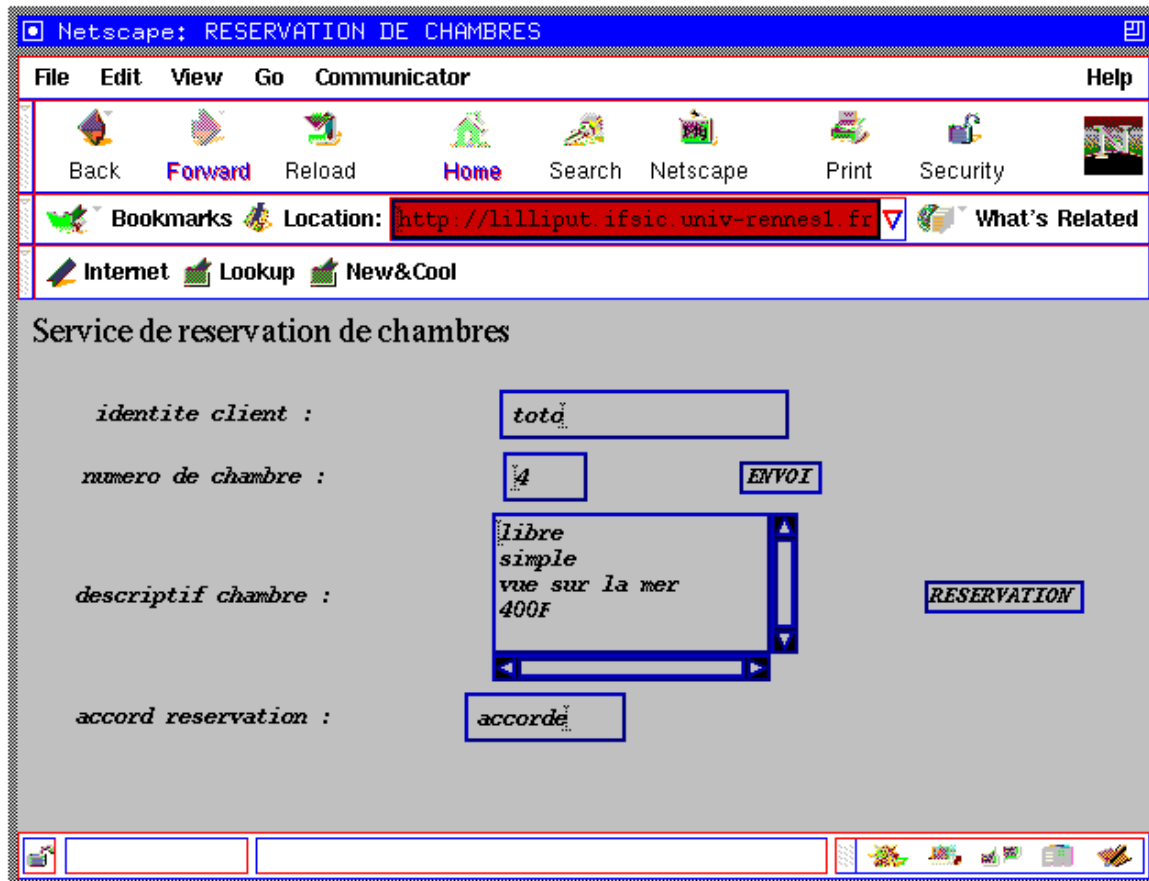 Netscape: RESERVATION DE CHAMBRES
File Edit View Go Communicator Help
My N
Back Forward Reload Home Search Netscape Print Security
Bookmarks Location: http://lilliput.ifsic.univ-rennes1.fr What's Related
Internet Lookup New&Cool
Service de reservation de chambres
identite client : toto
numero de chambre : 4 ENVOI
libre
simple
vue sur la mer
descriptif chambre : RESERVATION
400F
accord reservation : accorde